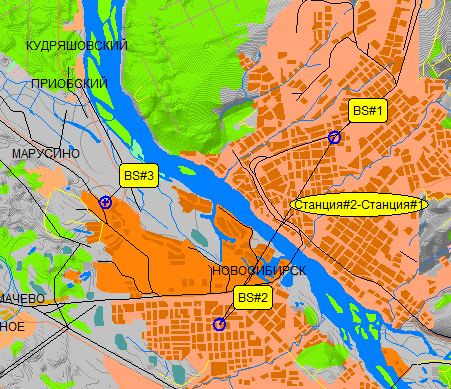 КУДРЯШОВСКИЙ
ПРИОБСКИЙ
BS#1
МАРУСИНО
BS#3
Станция#2-Станция#1
НОВОСИБИРСК
МАЧЕВО
BS#2
НОЕ